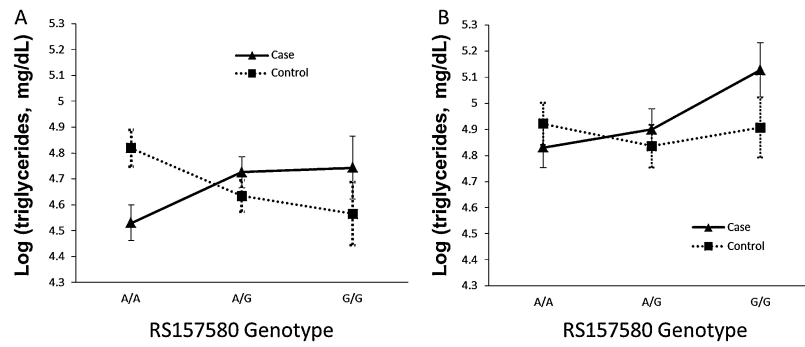 A
Log (triglycerides, mg/dL)
5.3
5.2
5.1
5
4.9
4.8
4.7
4.6
4.5
4.4
4.3
Case
Control
A/A
A/G
G/G
RS157580 Genotype
B
Log (triglycerides, mg/dL)
5.3
5.2
5.1
5
4.9
4.8
4.7
4.6
4.5
4.4
4.3
Case
Control
A/A
A/G
G/G
RS157580 Genotype